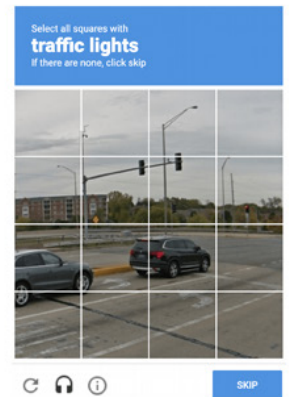 Select all squares with
traffic lights
If there are none, click skip
SKIP